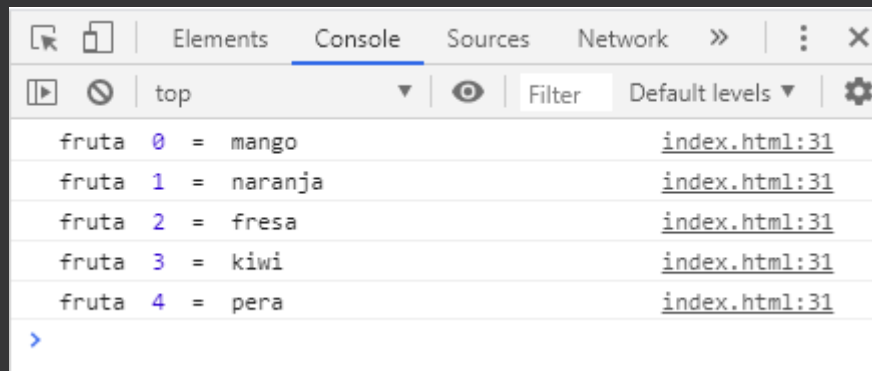 Elements Console Sources Network
top Filter Default levels
fruta 0 = mango index.html:31
fruta 1 = naranja index.html:31
fruta 2 = fresa index.html:31
fruta 3 = kiwi index.html:31
fruta 4 = pera index.html:31